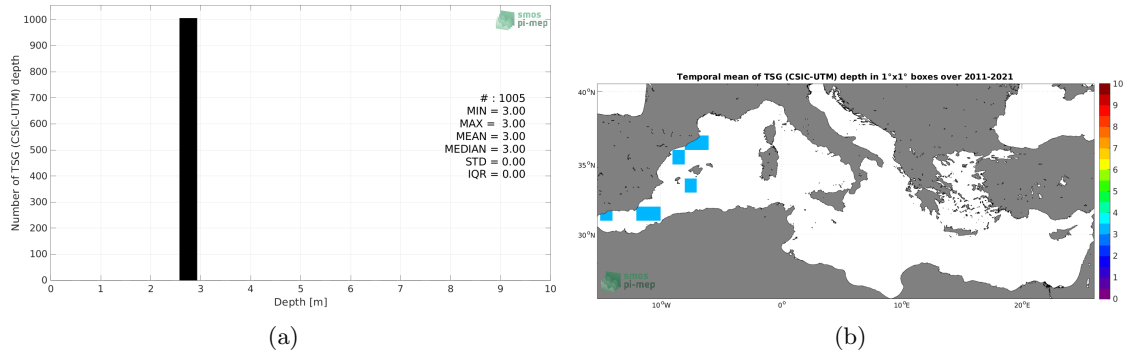 smos
pi-mep
Number of TSG (CSIC-UTM) depth
1000
900
800
700
600
500
400
300
200
100
0
# : 1005
MIN = 3.00
MAX = 3.00
MEAN = 3.00
MEDIAN = 3.00
STD = 0.00
IQR = 0.00
0 1 2 3 4 5 6 7 8 9 10
Depth [m]
(a)
Temporal mean of TSG (CSIC-UTM) depth in 1°x1° boxes over 2011-2021
40°N
35°N
30°N
10°W 0° 10°E 20°E
10
9
8
7
6
5
4
3
2
1
0
smos
pi-mep
(b)